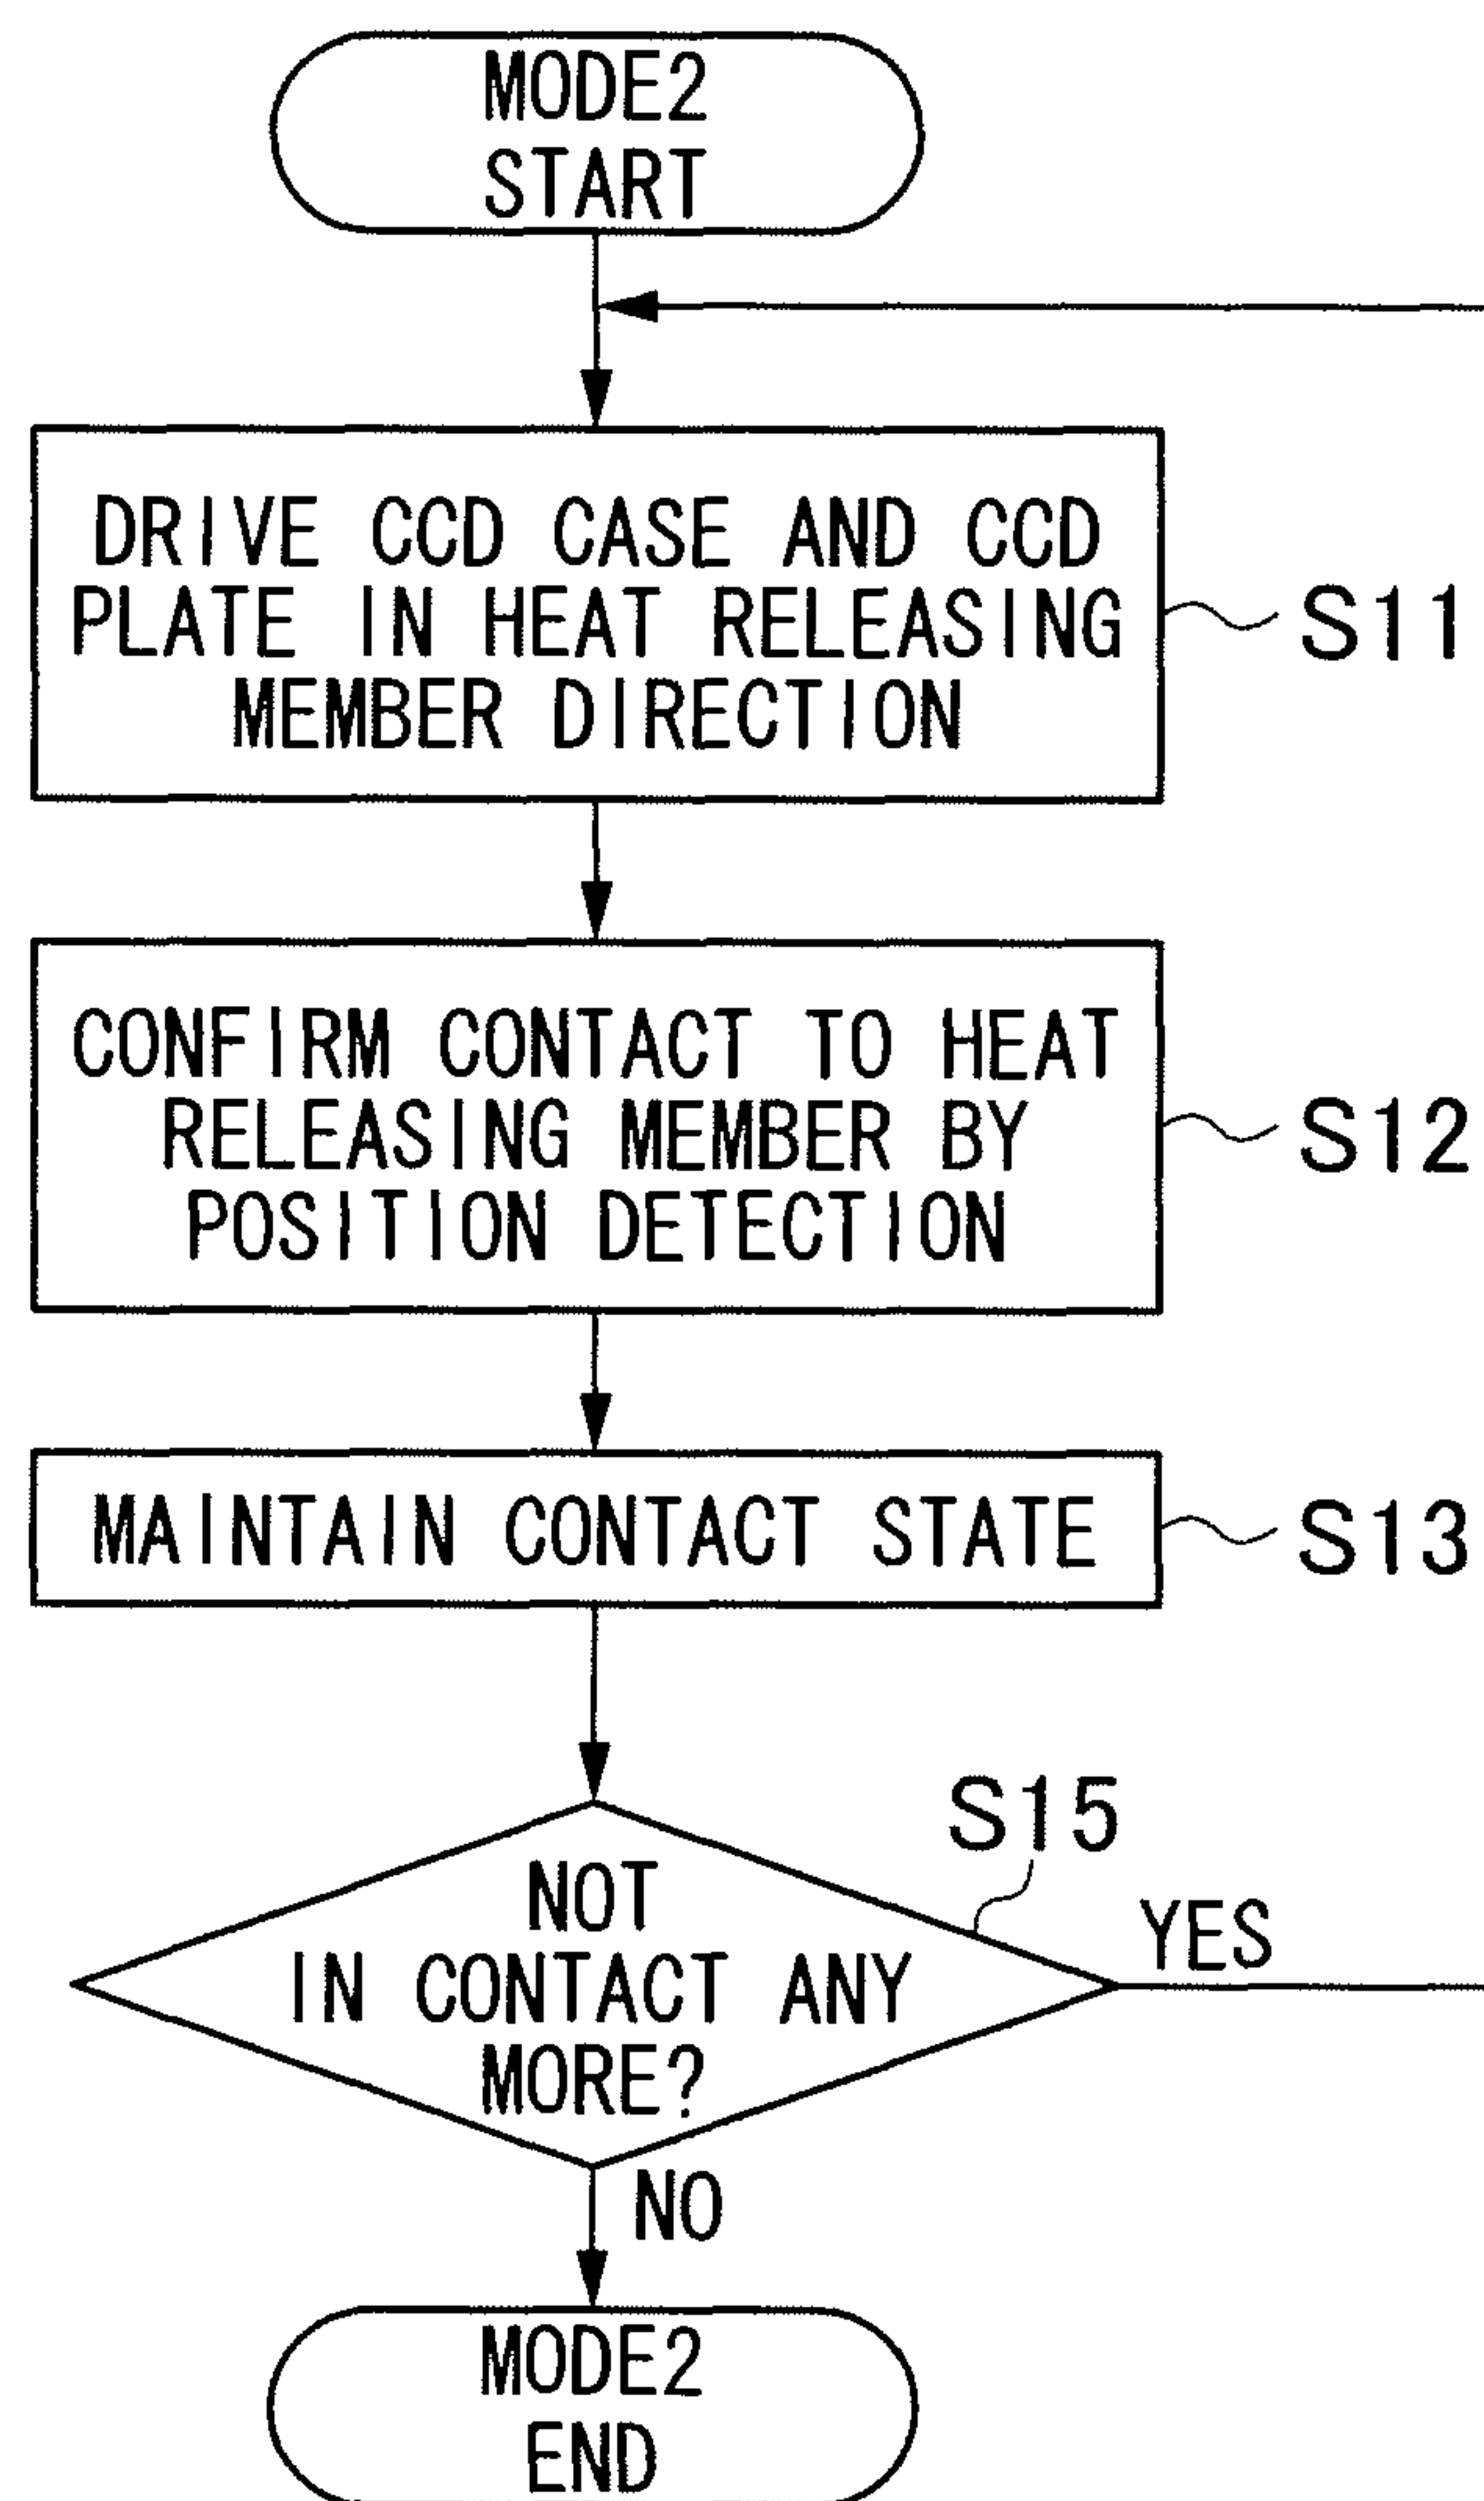 MODE2
START
DRIVE CCD CASE AND CCD
PLATE IN HEAT RELEASING
MEMBER DIRECTION
S11
CONFIRM CONTACT TO HEAT
RELEASING MEMBER BY
POSITION DETECTION
S12
MAINTAIN CONTACT STATE
S13
S15
NOT
IN CONTACT ANY
MORE?
YES
NO
MODE2
END